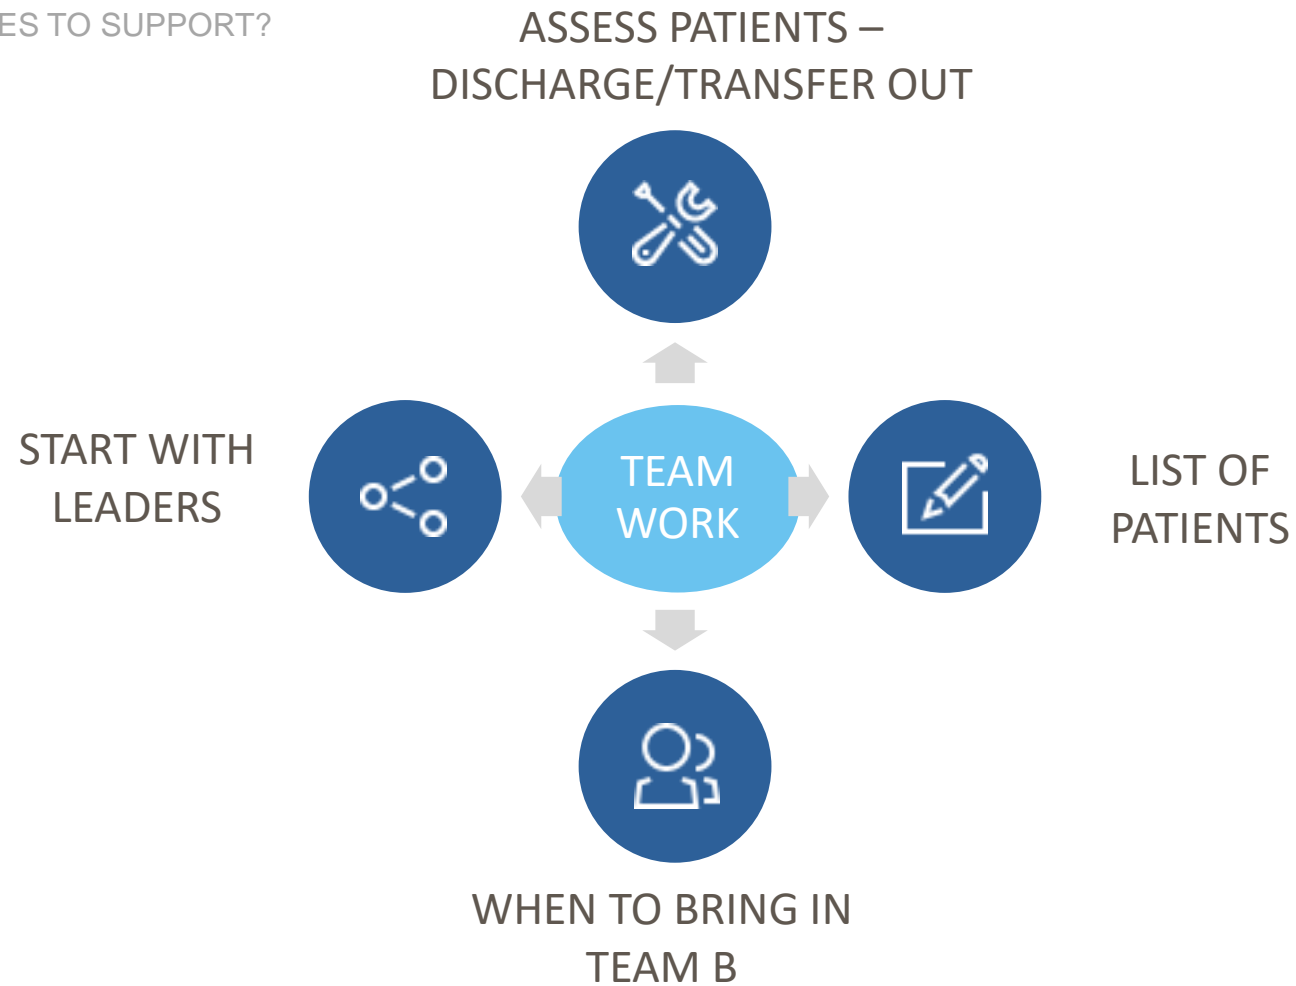 ES TO SUPPORT?
ASSESS PATIENTS –
DISCHARGE/TRANSFER OUT
START WITH
LEADERS
TEAM
WORK
LIST OF
PATIENTS
WHEN TO BRING IN
TEAM B